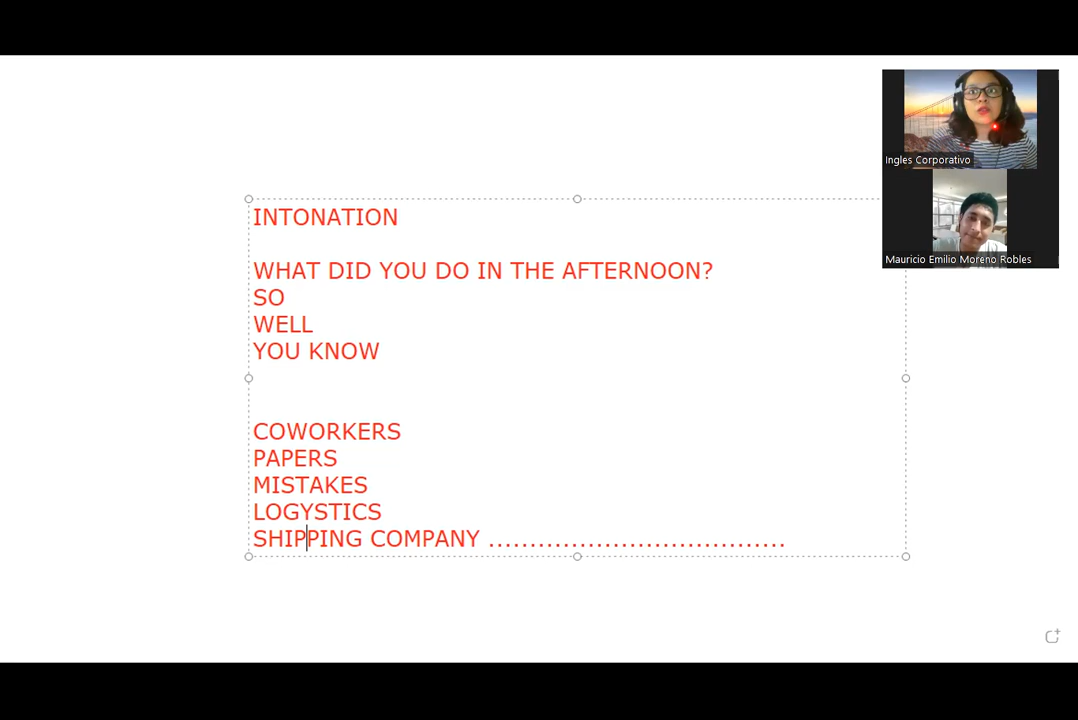 INTONATION
WHAT DID YOU DO IN THE AFTERNOON?
SO
WELL
YOU KNOW
COWORKERS
PAPERS
MISTAKES
LOGYSTICS
SHIPPING COMPANY ...................................
Ingles Corporativo
Mauricio Emilio Moreno Robles